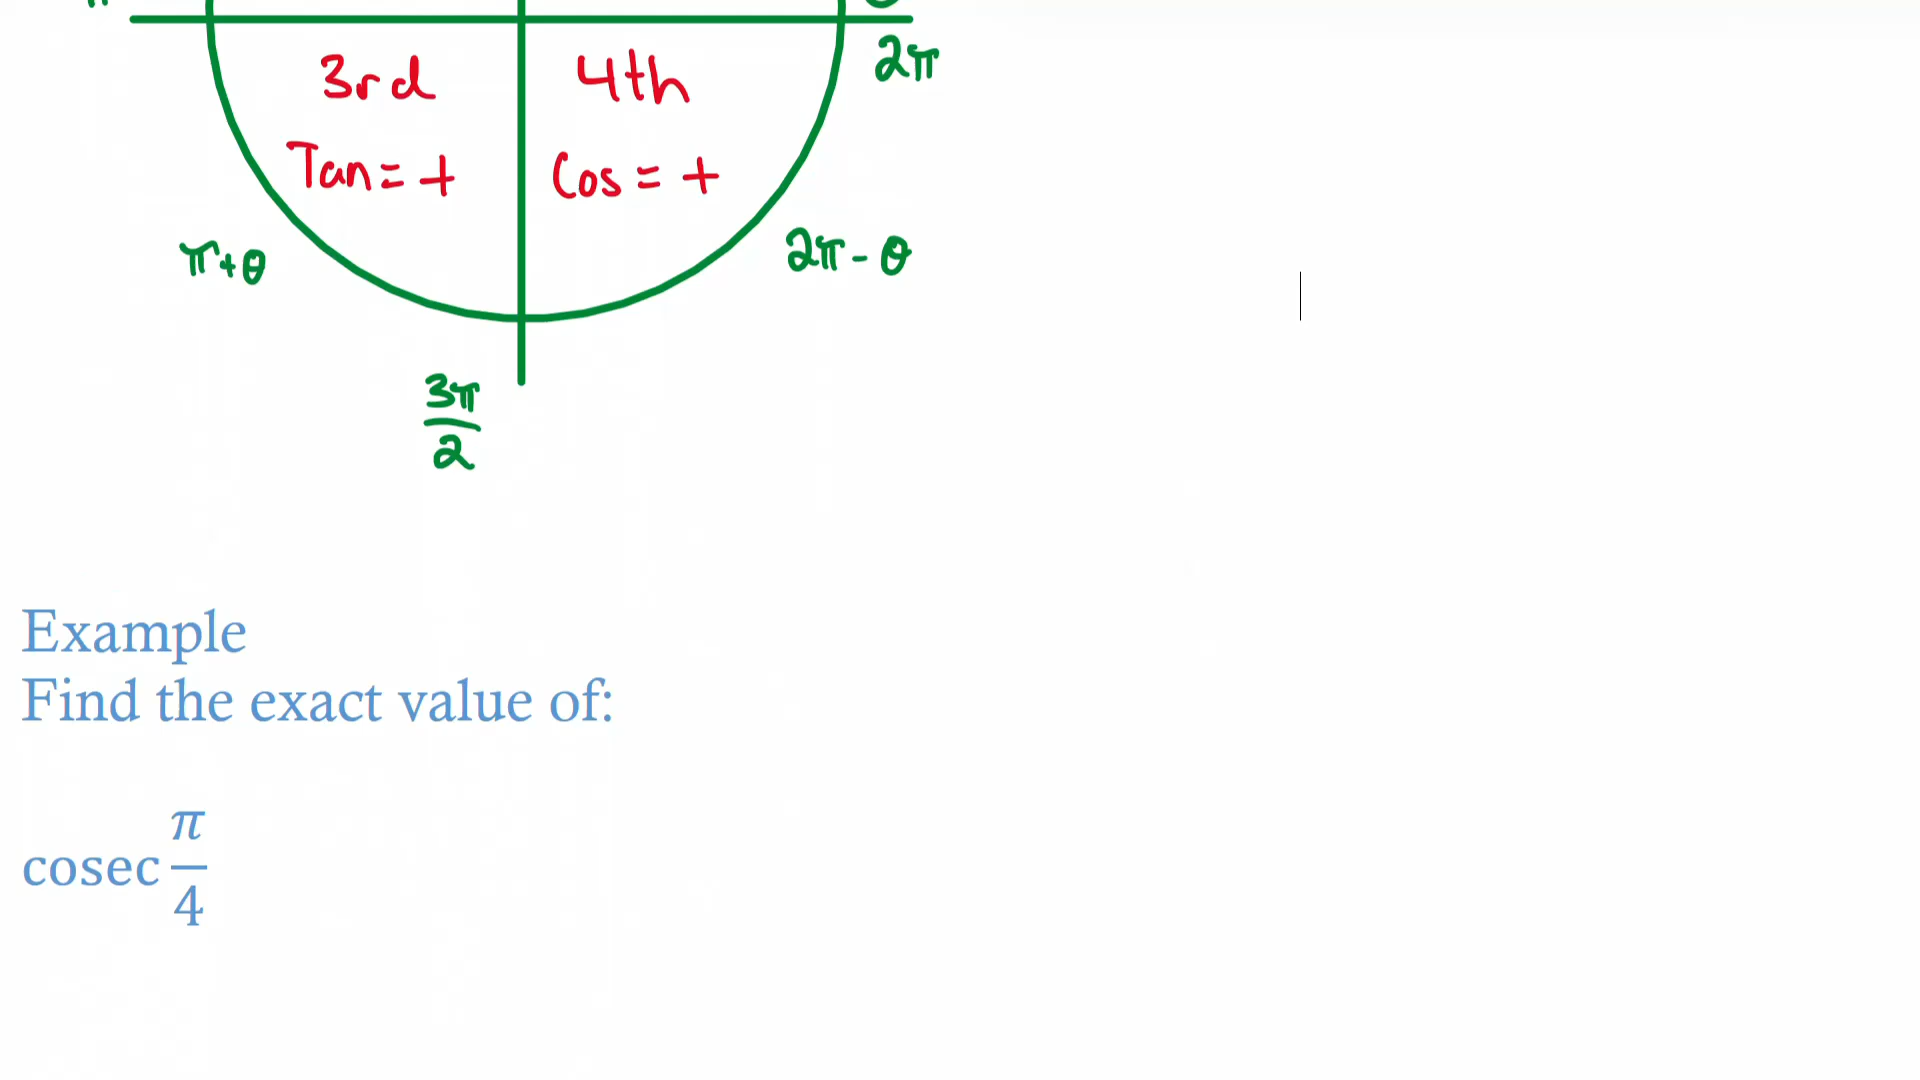 2π
3rd 4th
Tan = + Cos = +
π+θ 2π - θ
3π
2
Example
Find the exact value of:
cosec π/4